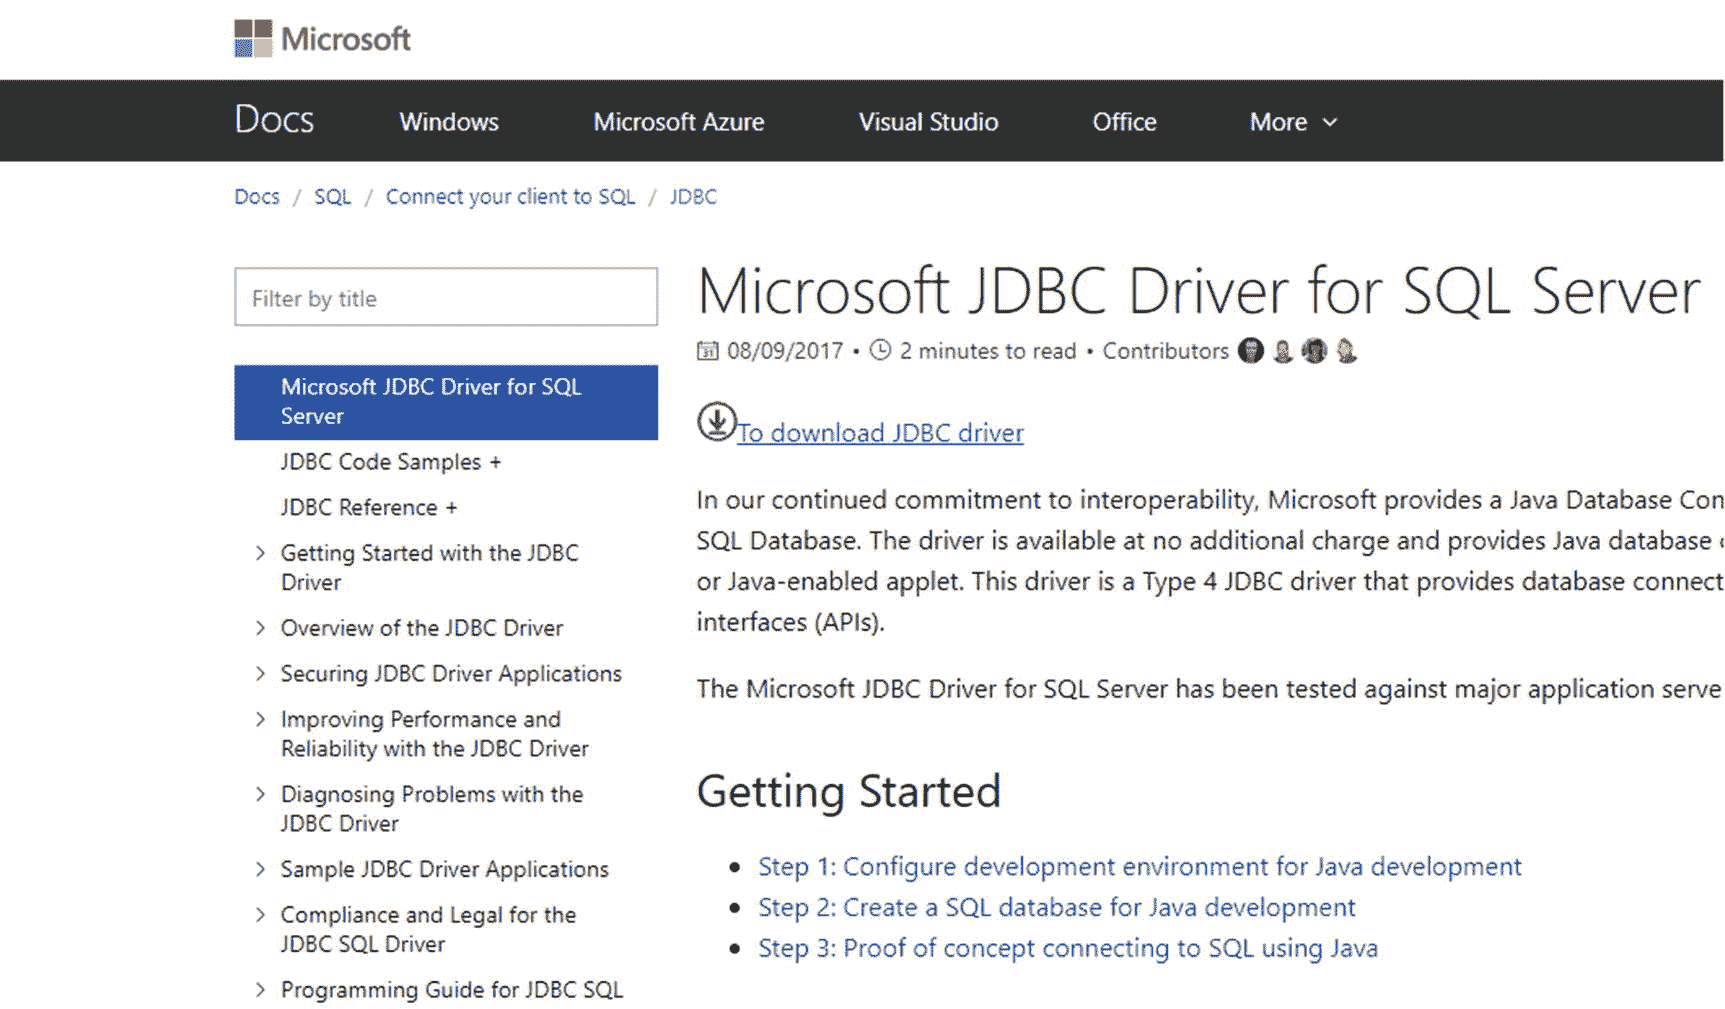 Microsoft
Docs Windows Microsoft Azure Visual Studio Office More
Docs / SQL / Connect your client to SQL / JDBC
Filter by title
Microsoft JDBC Driver for SQL
Server
JDBC Code Samples +
JDBC Reference +
Getting Started with the JDBC
Driver
Overview of the JDBC Driver
Securing JDBC Driver Applications
Improving Performance and
Reliability with the JDBC Driver
Diagnosing Problems with the
JDBC Driver
Sample JDBC Driver Applications
Compliance and Legal for the
JDBC SQL Driver
Programming Guide for JDBC SQL
Microsoft JDBC Driver for SQL Server
08/09/2017 • 2 minutes to read • Contributors
To download JDBC driver
In our continued commitment to interoperability, Microsoft provides a Java Database Con
SQL Database. The driver is available at no additional charge and provides Java database
or Java-enabled applet. This driver is a Type 4 JDBC driver that provides database connect
interfaces (APIs).
The Microsoft JDBC Driver for SQL Server has been tested against major application serve
Getting Started
• Step 1: Configure development environment for Java development
• Step 2: Create a SQL database for Java development
• Step 3: Proof of concept connecting to SQL using Java